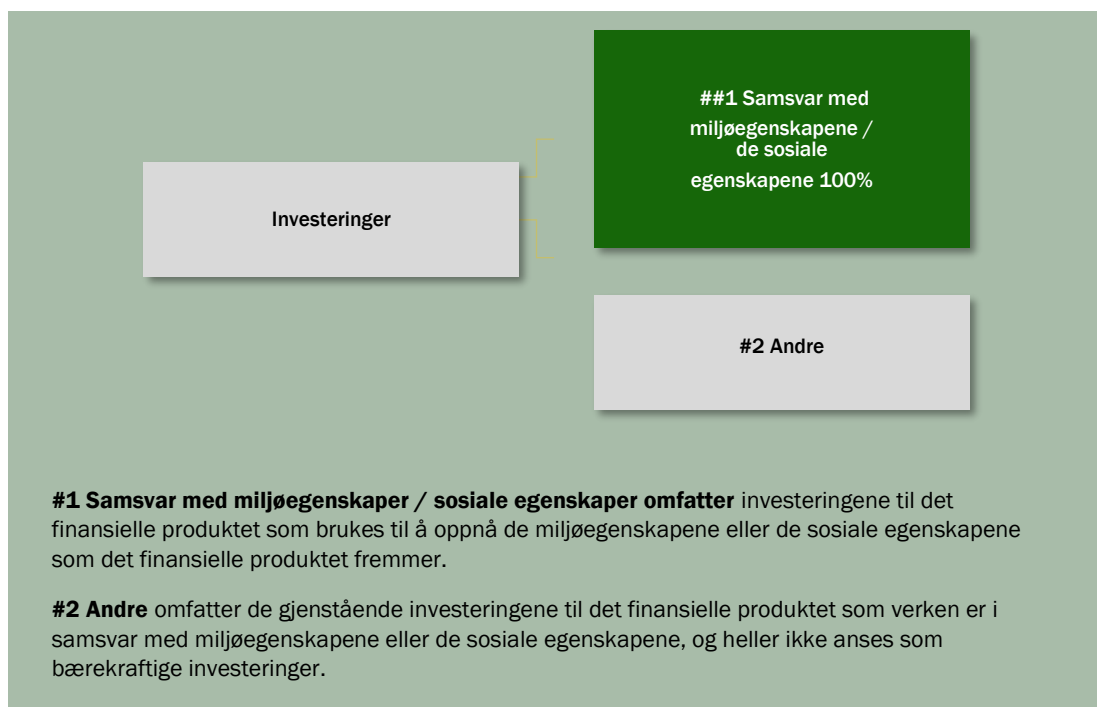 ##1 Samsvar med
miljøegenskapene /
de sosiale
egenskapene 100%
Investeringer
#2 Andre
#1 Samsvar med miljøegenskaper / sosiale egenskaper omfatter investeringene til det
finansielle produktet som brukes til å oppnå de miljøegenskapene eller de sosiale egenskapene
som det finansielle produktet fremmer.
#2 Andre omfatter de gjenstående investeringene til det finansielle produktet som verken er i
samsvar med miljøegenskapene eller de sosiale egenskapene, og heller ikke anses som
bærekraftige investeringer.